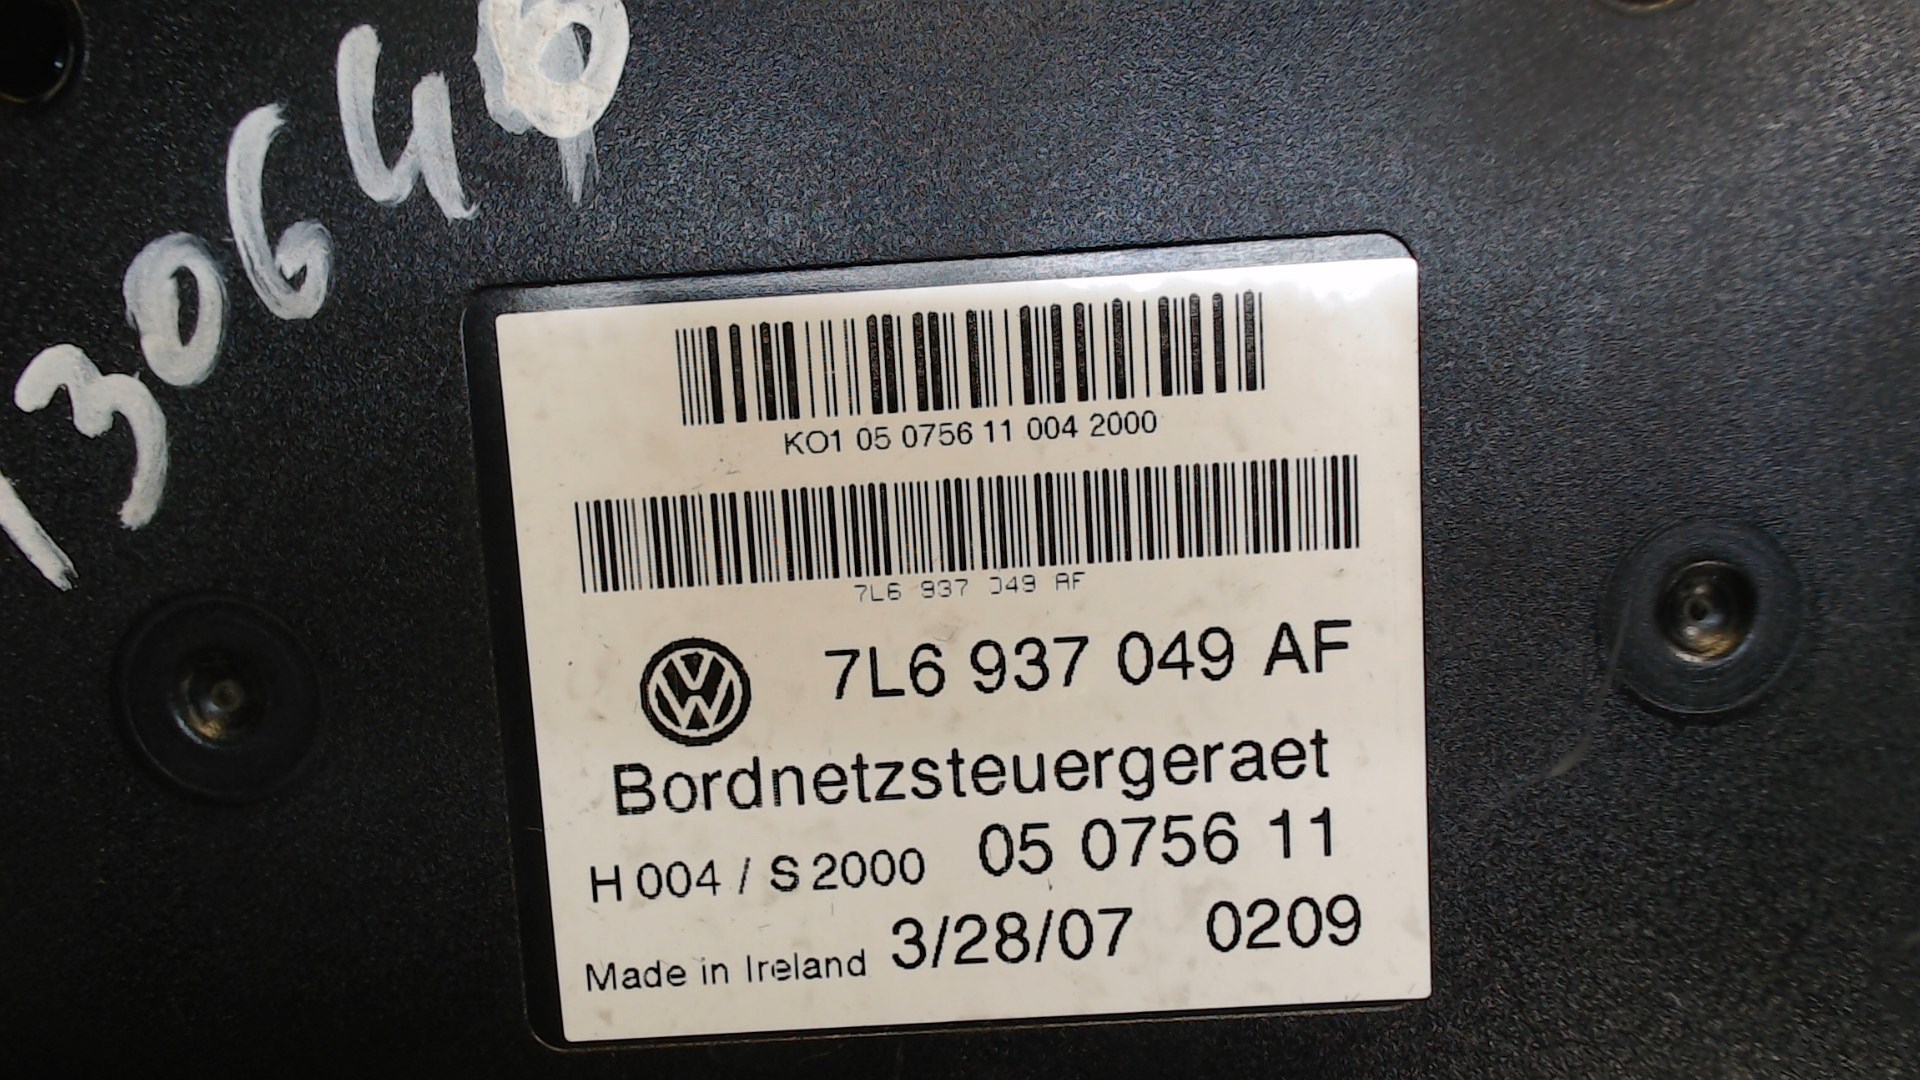 13064
KO1 05 0756 11 004 2000
7L6 937 049 AF
7L6 937 049 AF
Bordnetzsteuergeraet
H 004 / S 2000 05 0756 11
Made in Ireland 3/28/07 0209